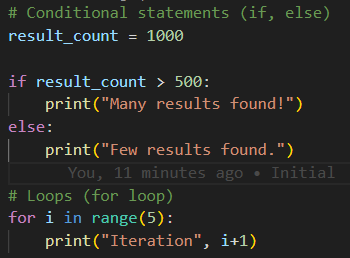 # Conditional statements (if, else)
result_count = 1000
if result_count > 500:
    print("Many results found!")
else:
    print("Few results found.")
You, 11 minutes ago • Initial
# Loops (for loop)
for i in range(5):
    print("Iteration", i+1)